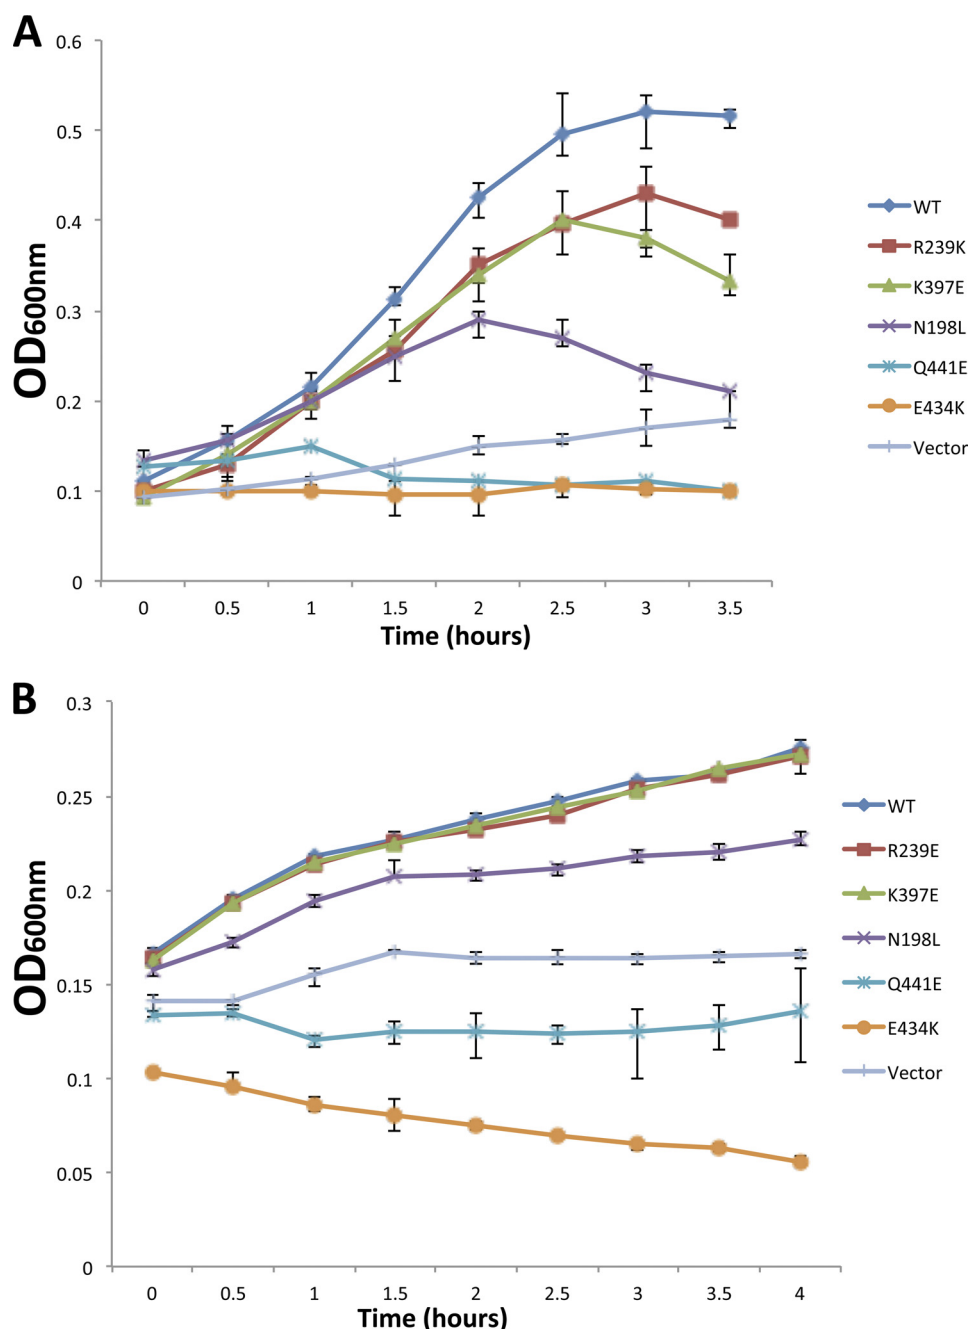 A
0.6
0.5
0.4
0.3
0.2
0.1
0
OD600nm
0 0.5 1 1.5 2 2.5 3 3.5
Time (hours)
WT
R239K
K397E
N198L
Q441E
E434K
Vector
B
0.3
0.25
0.2
0.15
0.1
0.05
0
OD600nm
0 0.5 1 1.5 2 2.5 3 3.5 4
Time (hours)
WT
R239E
K397E
N198L
Q441E
E434K
Vector